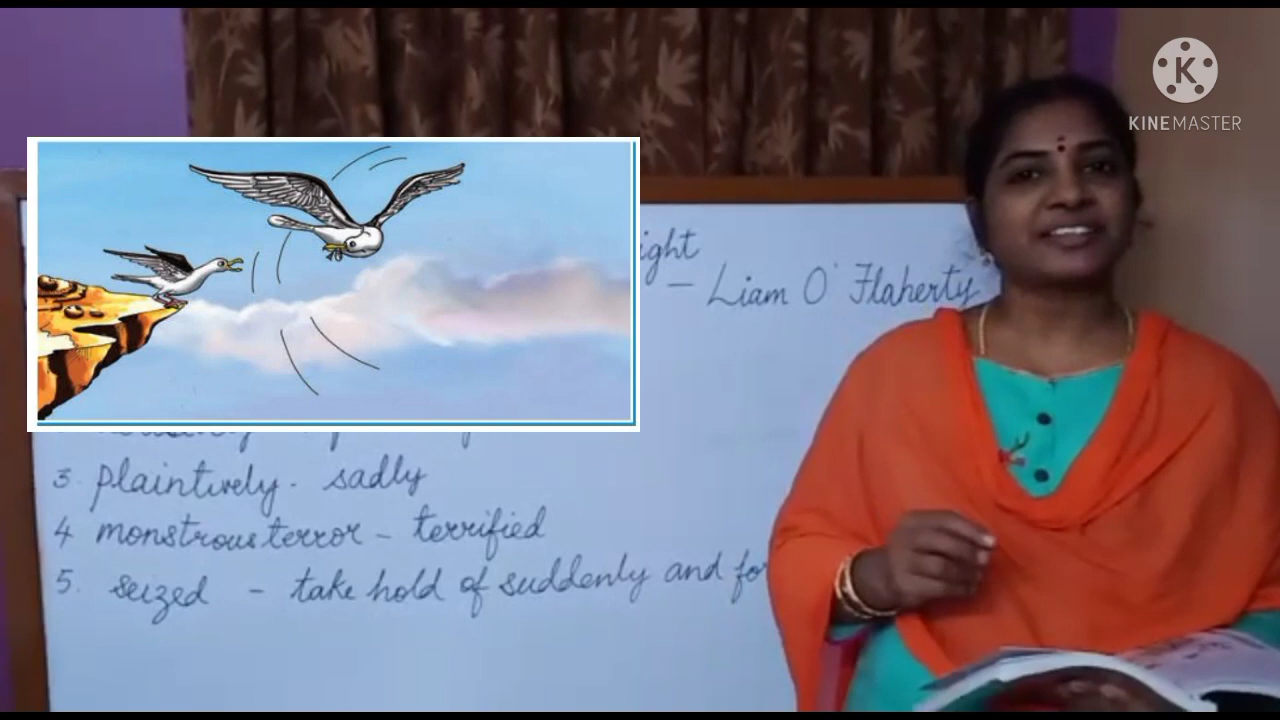 KINEMASTER
ight
— Liam O' Flaherty
3. plaintively. sadly
4 monstrous terror - terrified
5. seized - take hold of suddenly and for